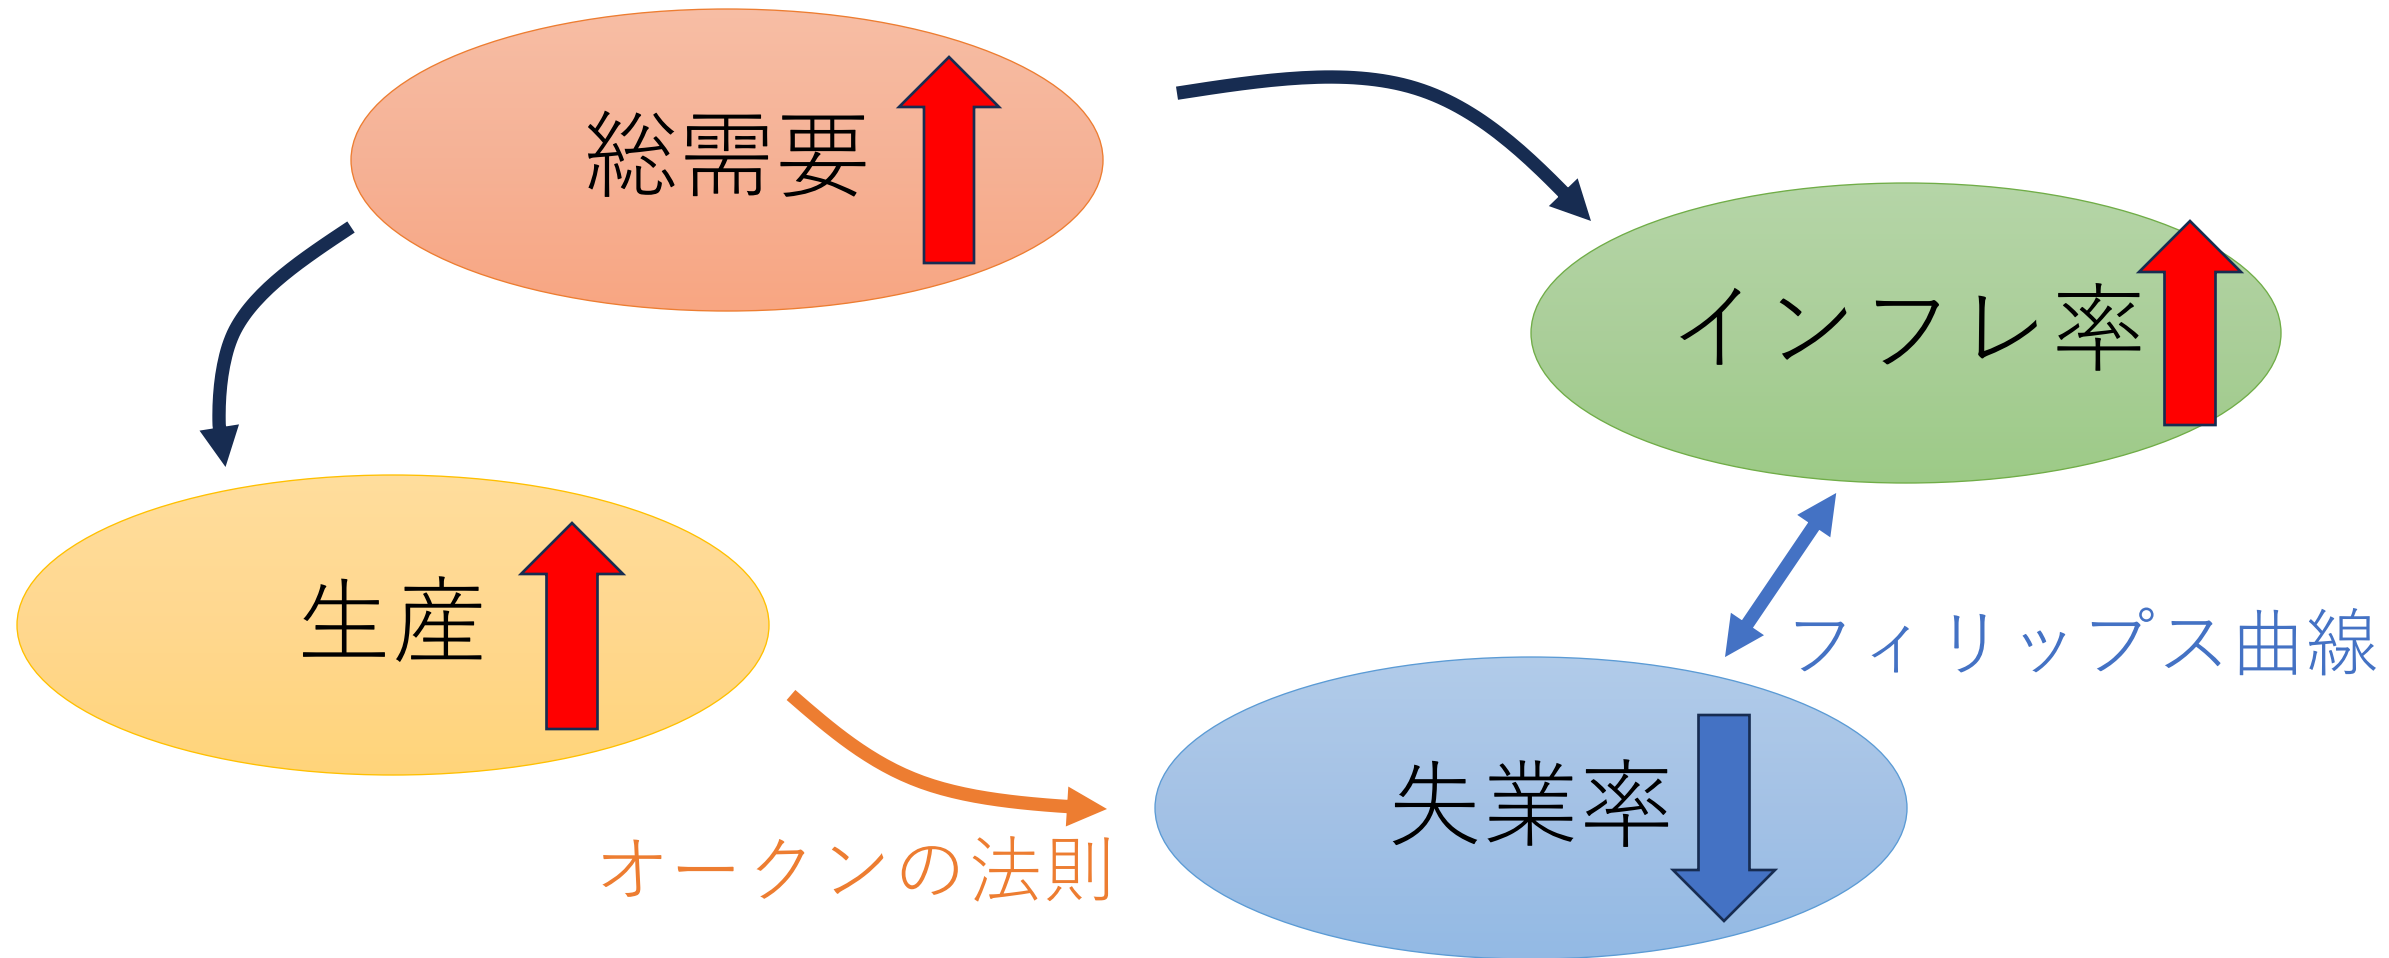 総需要
インフレ率
生産
フィリップス曲線
失業率
オークンの法則